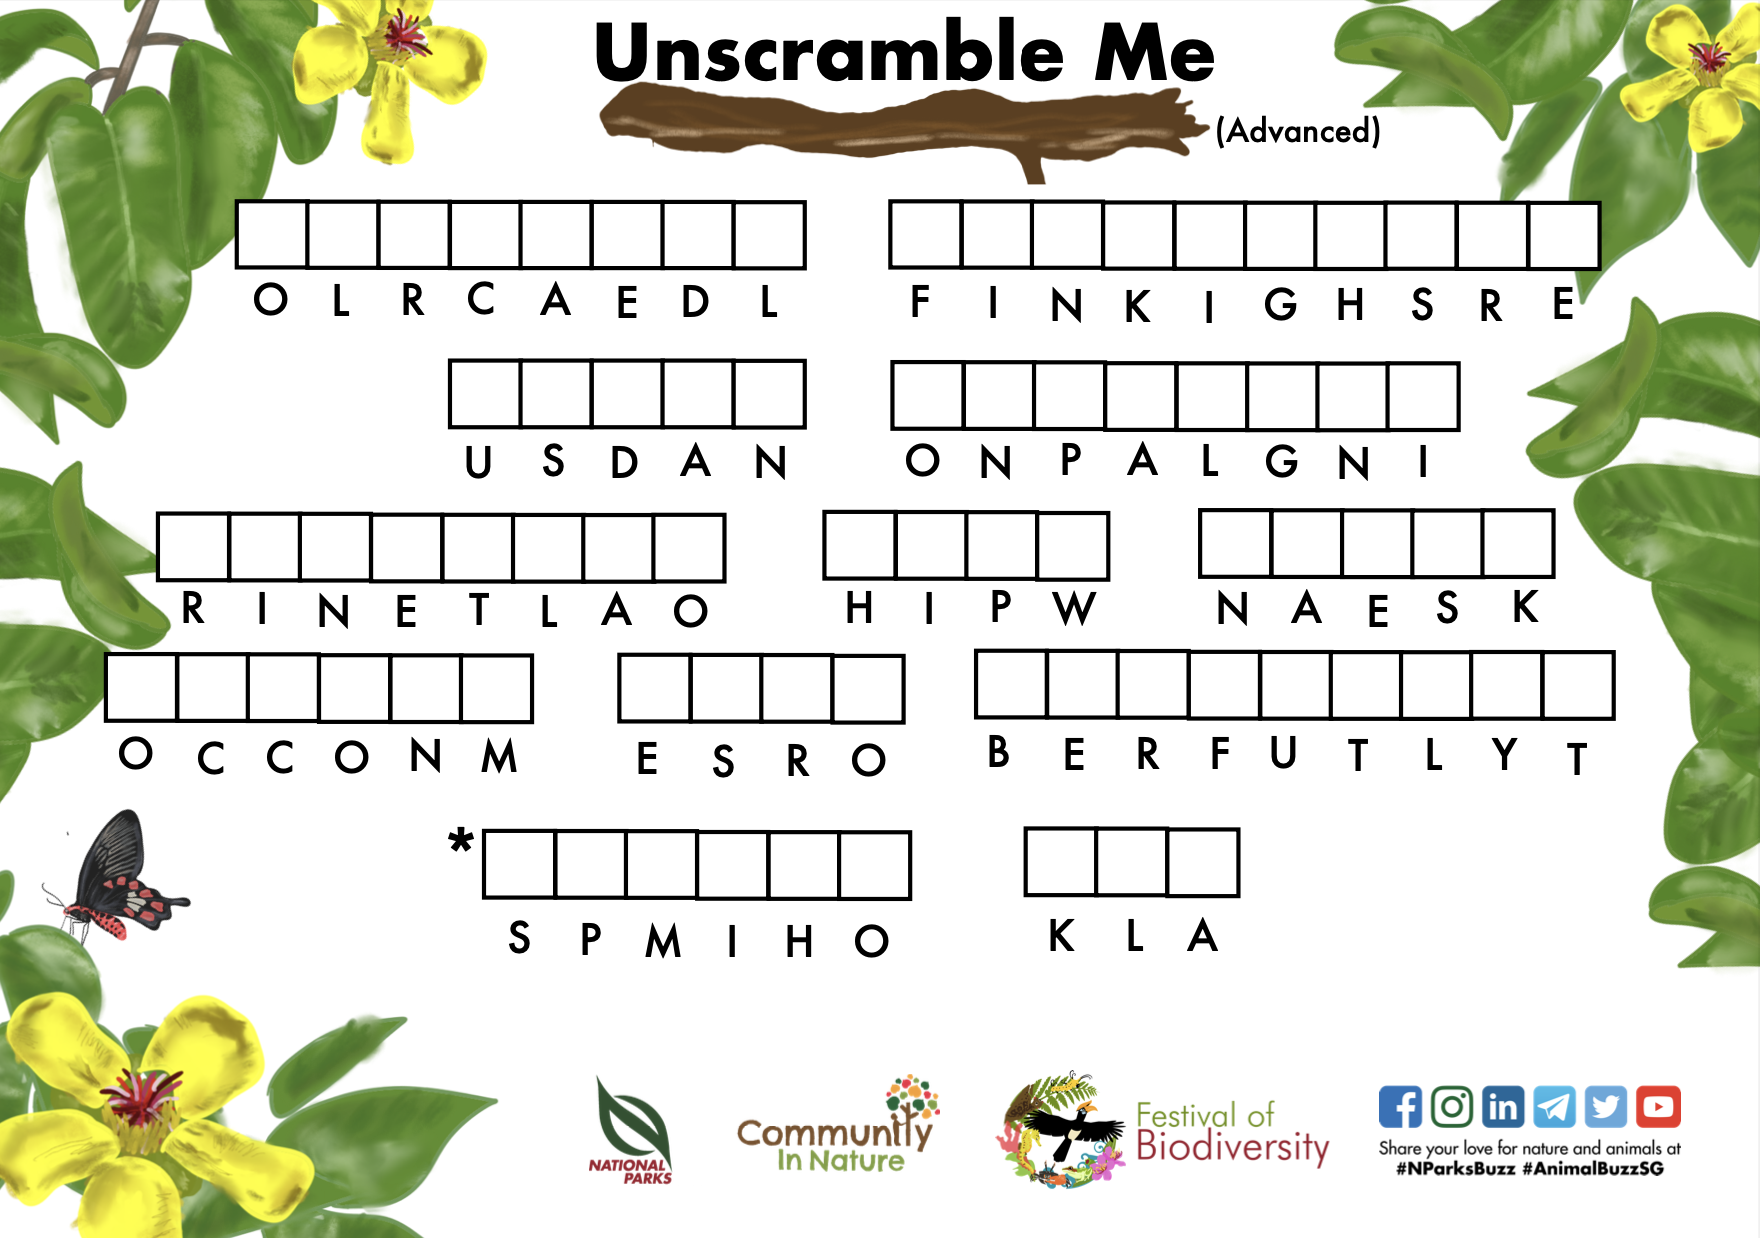 Unscramble Me
(Advanced)
O L R C A E D L
F I N K I G H S R E
U S D A N
O N P A L G N I
R I N E T L A O
H I P W
N A E S K
O C C O N M
E S R O
B E R F U T L Y T
*
S P M I H O
K L A
NATIONAL
PARKS
Community
In Nature
Festival of
Biodiversity
Share your love for nature and animals at
#NParksBuzz #AnimalBuzzSG